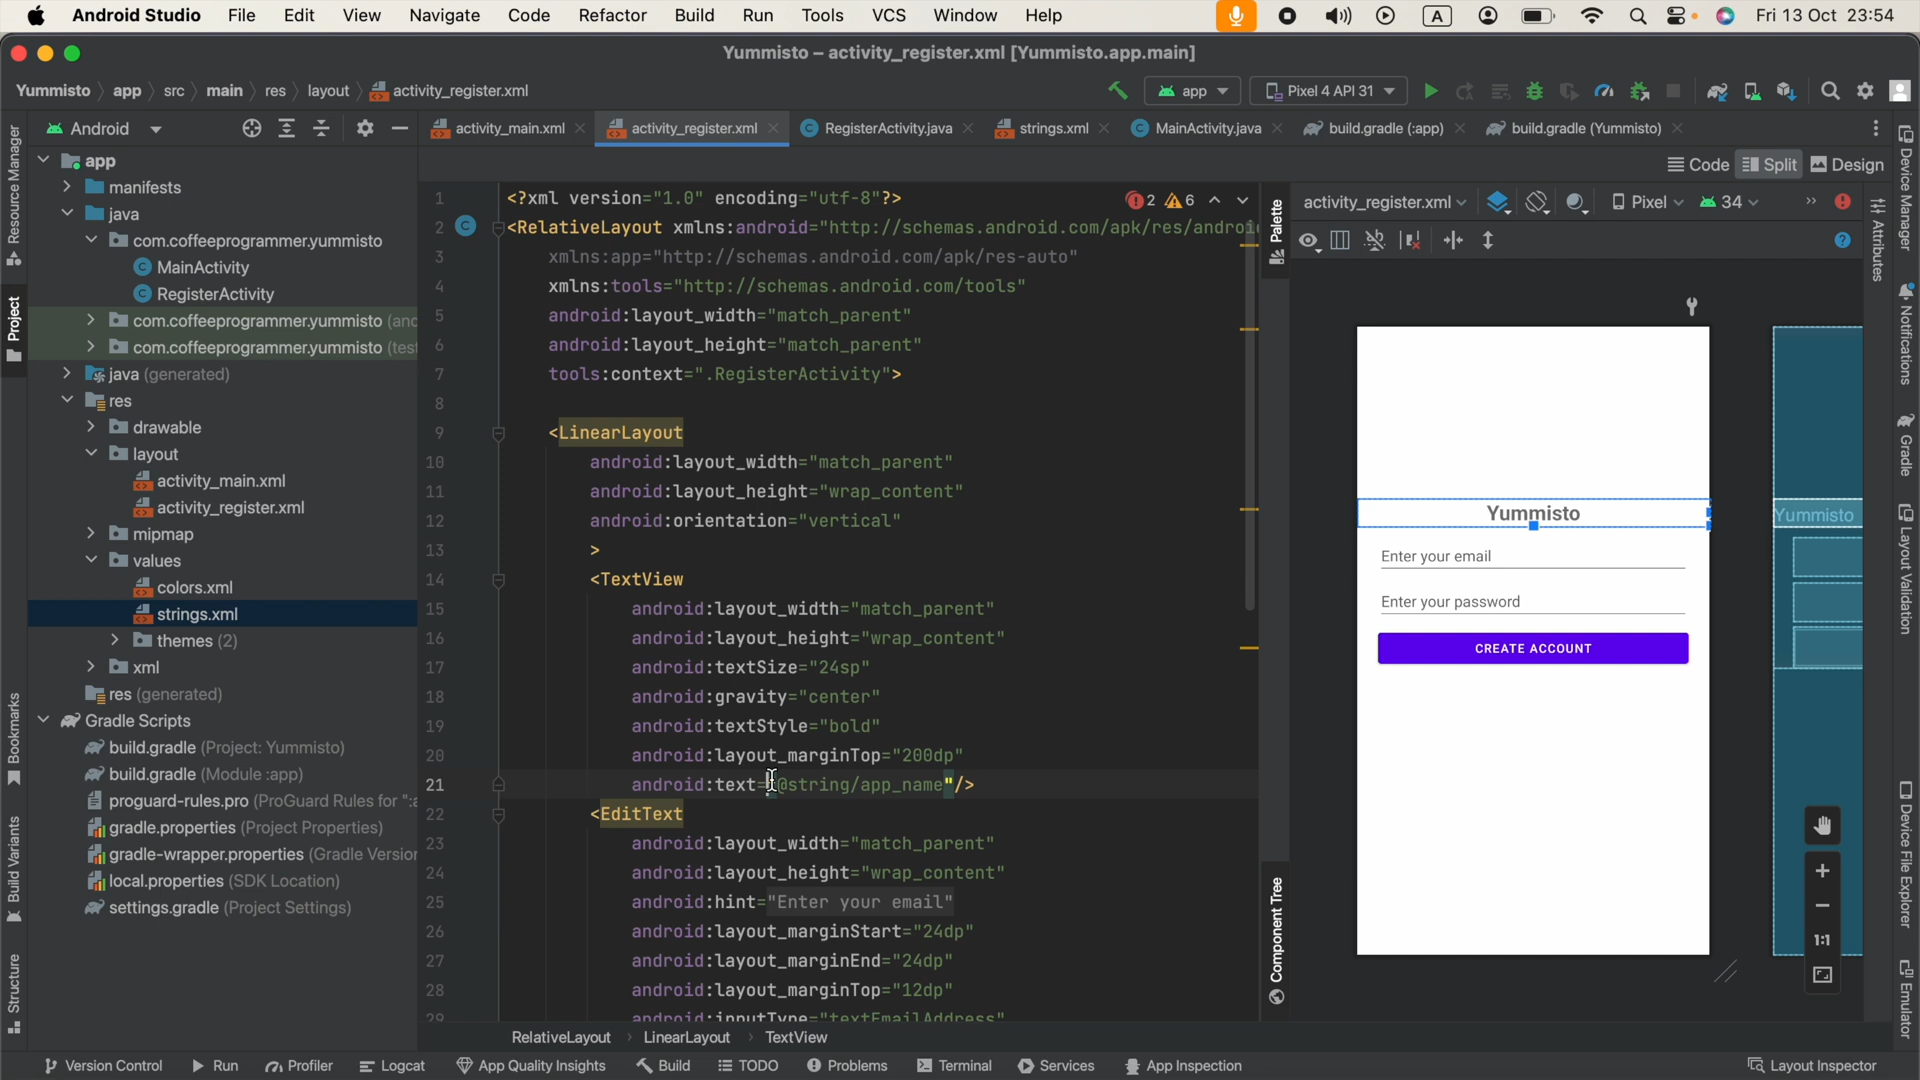 Android Studio File Edit View Navigate Code Refactor Build Run Tools VCS Window Help A Fri 13 Oct 23:54
Yummisto – activity_register.xml [Yummisto.app.main]
Yummisto app src main res layout activity_register.xml app Pixel 4 API 31
Android activity_main.xml activity_register.xml RegisterActivity.java strings.xml MainActivity.java build.gradle (:app) build.gradle (Yummisto)
Code Split Design
Resource Manager
Project
Bookmarks
Build Variants
Structure
app
manifests
java
com.coffeeprogrammer.yummisto
MainActivity
RegisterActivity
com.coffeeprogrammer.yummisto (and
com.coffeeprogrammer.yummisto (test
java (generated)
res
drawable
layout
activity_main.xml
activity_register.xml
mipmap
values
colors.xml
strings.xml
themes (2)
xml
res (generated)
Gradle Scripts
build.gradle (Project: Yummisto)
build.gradle (Module :app)
proguard-rules.pro (ProGuard Rules for ":a
gradle.properties (Project Properties)
gradle-wrapper.properties (Gradle Version
local.properties (SDK Location)
settings.gradle (Project Settings)
2 6
1 <?xml version="1.0" encoding="utf-8"?>
2 <RelativeLayout xmlns:android="http://schemas.android.com/apk/res/androi
3 xmlns:app="http://schemas.android.com/apk/res-auto"
4 xmlns:tools="http://schemas.android.com/tools"
5 android:layout_width="match_parent"
6 android:layout_height="match_parent"
7 tools:context=".RegisterActivity">
8
9 <LinearLayout
10 android:layout_width="match_parent"
11 android:layout_height="wrap_content"
12 android:orientation="vertical"
13 >
14 <TextView
15 android:layout_width="match_parent"
16 android:layout_height="wrap_content"
17 android:textSize="24sp"
18 android:gravity="center"
19 android:textStyle="bold"
20 android:layout_marginTop="200dp"
21 android:text="@string/app_name"/>
22 <EditText
23 android:layout_width="match_parent"
24 android:layout_height="wrap_content"
25 android:hint="Enter your email"
26 android:layout_marginStart="24dp"
27 android:layout_marginEnd="24dp"
28 android:layout_marginTop="12dp"
29 android:inputType="textEmailAddress"
RelativeLayout LinearLayout TextView
Palette
Component Tree
activity_register.xml Pixel 34
Yummisto
Enter your email
Enter your password
CREATE ACCOUNT
Yummisto
1:1
Attributes
Device Manager
Notifications
Gradle
Layout Validation
Device File Explorer
Emulator
Version Control Run Profiler Logcat App Quality Insights Build TODO Problems Terminal Services App Inspection Layout Inspector